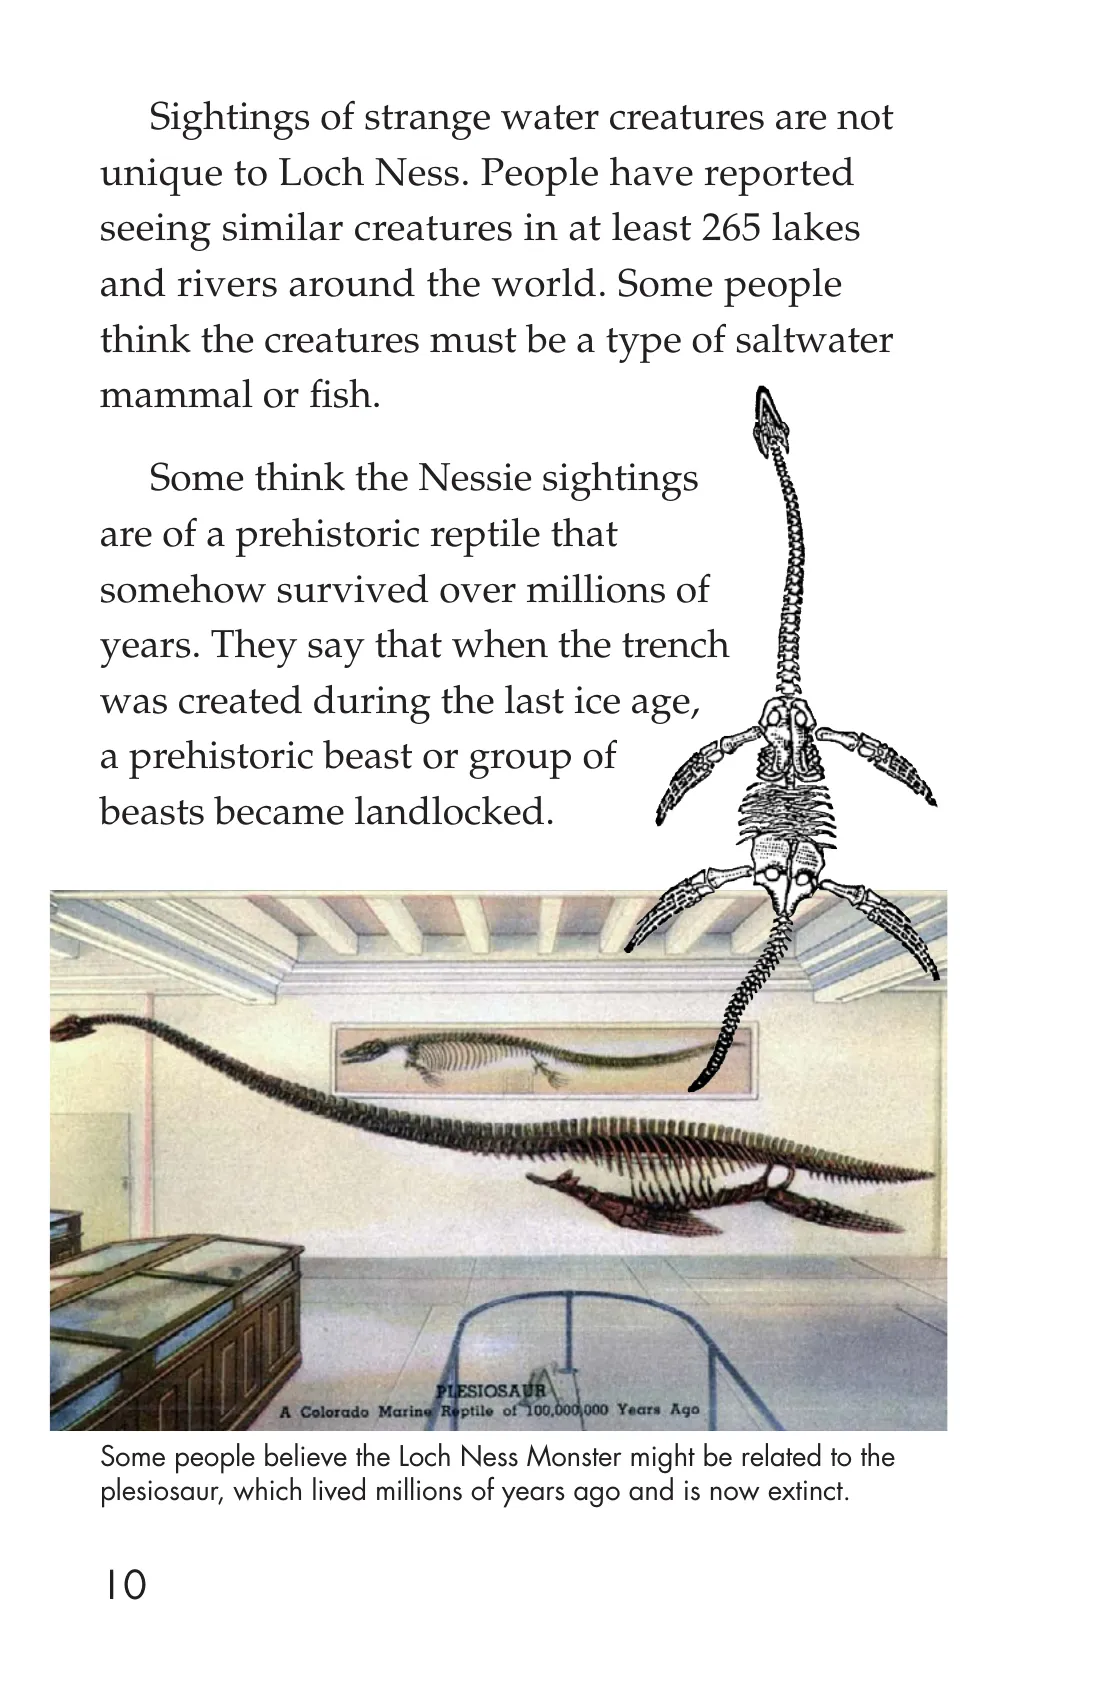 Sightings of strange water creatures are not
unique to Loch Ness. People have reported
seeing similar creatures in at least 265 lakes
and rivers around the world. Some people
think the creatures must be a type of saltwater
mammal or fish.
Some think the Nessie sightings
are of a prehistoric reptile that
somehow survived over millions of
years. They say that when the trench
was created during the last ice age,
a prehistoric beast or group of
beasts became landlocked.
PLESIOSAUR
A Colorado Marine Reptile of 100,000,000 Years Ago
Some people believe the Loch Ness Monster might be related to the
plesiosaur, which lived millions of years ago and is now extinct.
10